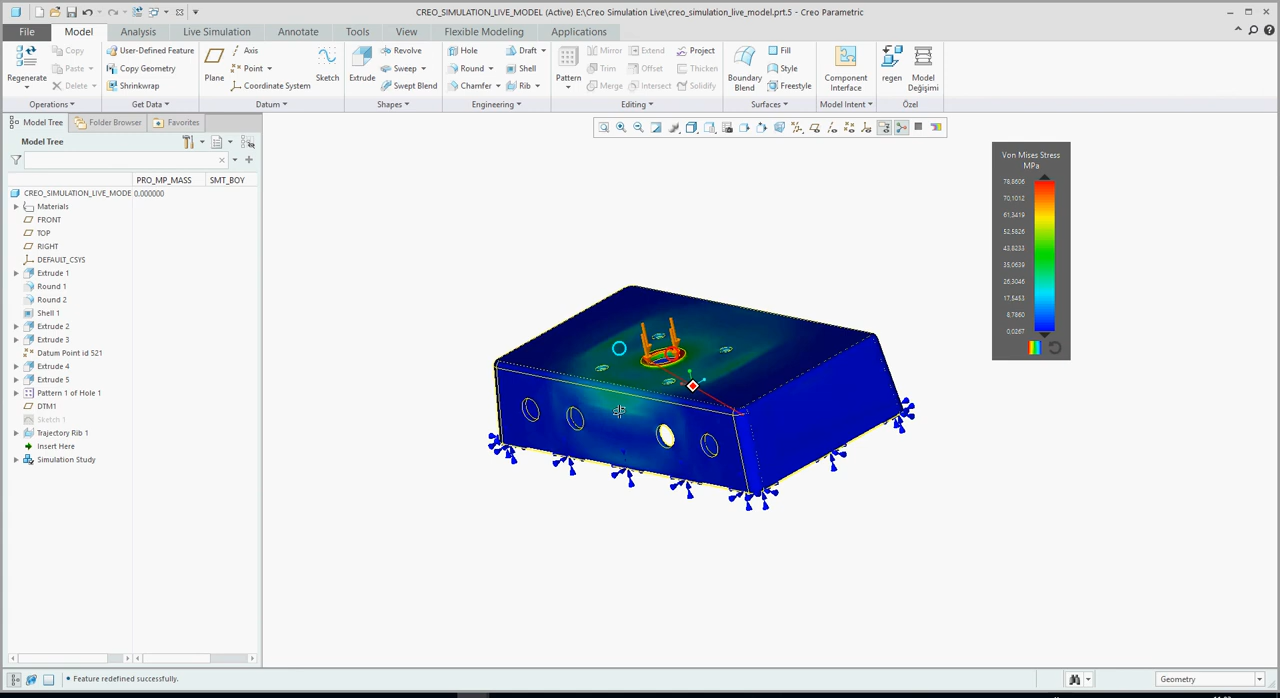 CREO_SIMULATION_LIVE_MODEL (Active) E:\Creo Simulation Live\creo_simulation_live_model.prt.5 - Creo Parametric
File Model Analysis Live Simulation Annotate Tools View Flexible Modeling Applications
Regenerate
Copy
Paste
Delete
Operations
User-Defined Feature
Copy Geometry
Shrinkwrap
Get Data
Plane
Axis
Point
Coordinate System
Sketch
Datum
Extrude
Revolve
Sweep
Swept Blend
Shapes
Hole
Round
Chamfer
Draft
Shell
Rib
Engineering
Pattern
Mirror
Trim
Merge
Extend
Offset
Intersect
Project
Thicken
Solidify
Editing
Boundary
Blend
Fill
Style
Freestyle
Surfaces
Component
Interface
Model Intent
regen
Model
Değişimi
Özel
Model Tree Folder Browser Favorites
Model Tree
PRO_MP_MASS SMT_BOY
CREO_SIMULATION_LIVE_MODE 0.000000
Materials
FRONT
TOP
RIGHT
DEFAULT_CSYS
Extrude 1
Round 1
Round 2
Shell 1
Extrude 2
Extrude 3
Datum Point id 521
Extrude 4
Extrude 5
Pattern 1 of Hole 1
DTM1
Sketch 1
Trajectory Rib 1
Insert Here
Simulation Study
Von Mises Stress
MPa
78,8606
70,1012
61,3419
52,5826
43,8233
35,0639
26,3046
17,5453
8,7860
0,0267
• Feature redefined successfully.
Geometry